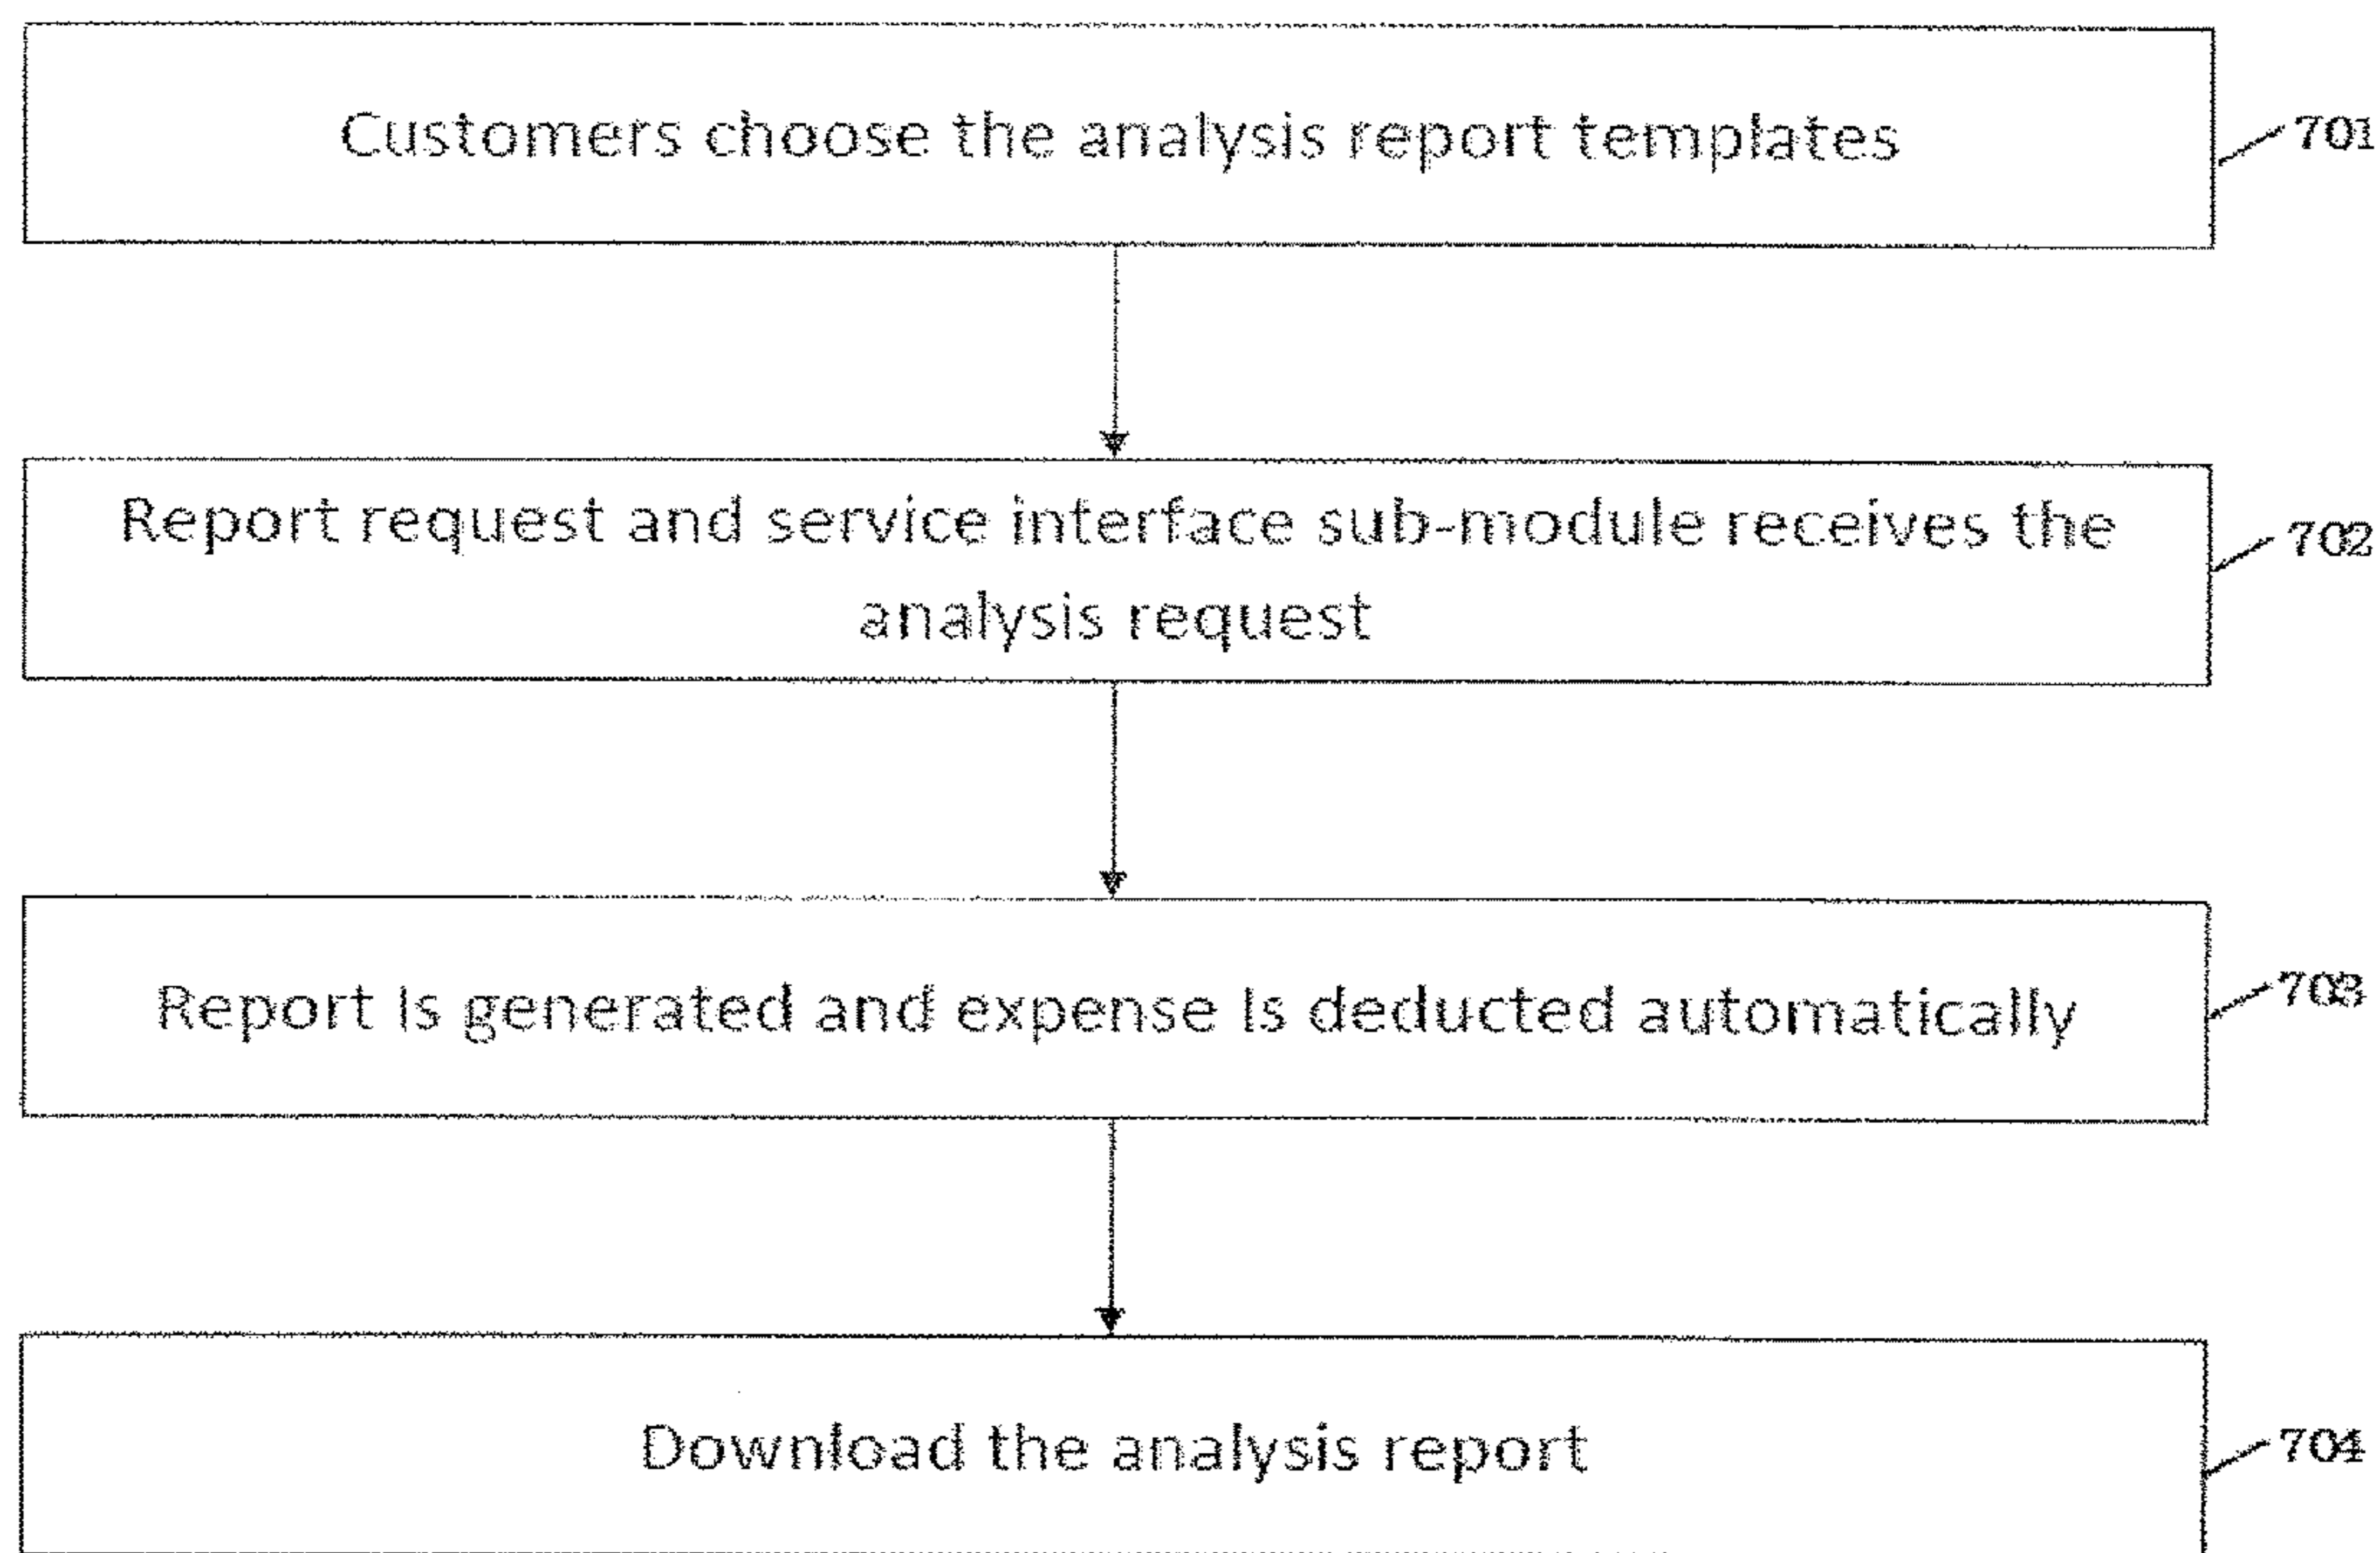 Customers choose the analysis report templates
701
Report request and service interface sub-module receives the
analysis request
702
Report is generated and expense is deducted automatically
703
Download the analysis report
704